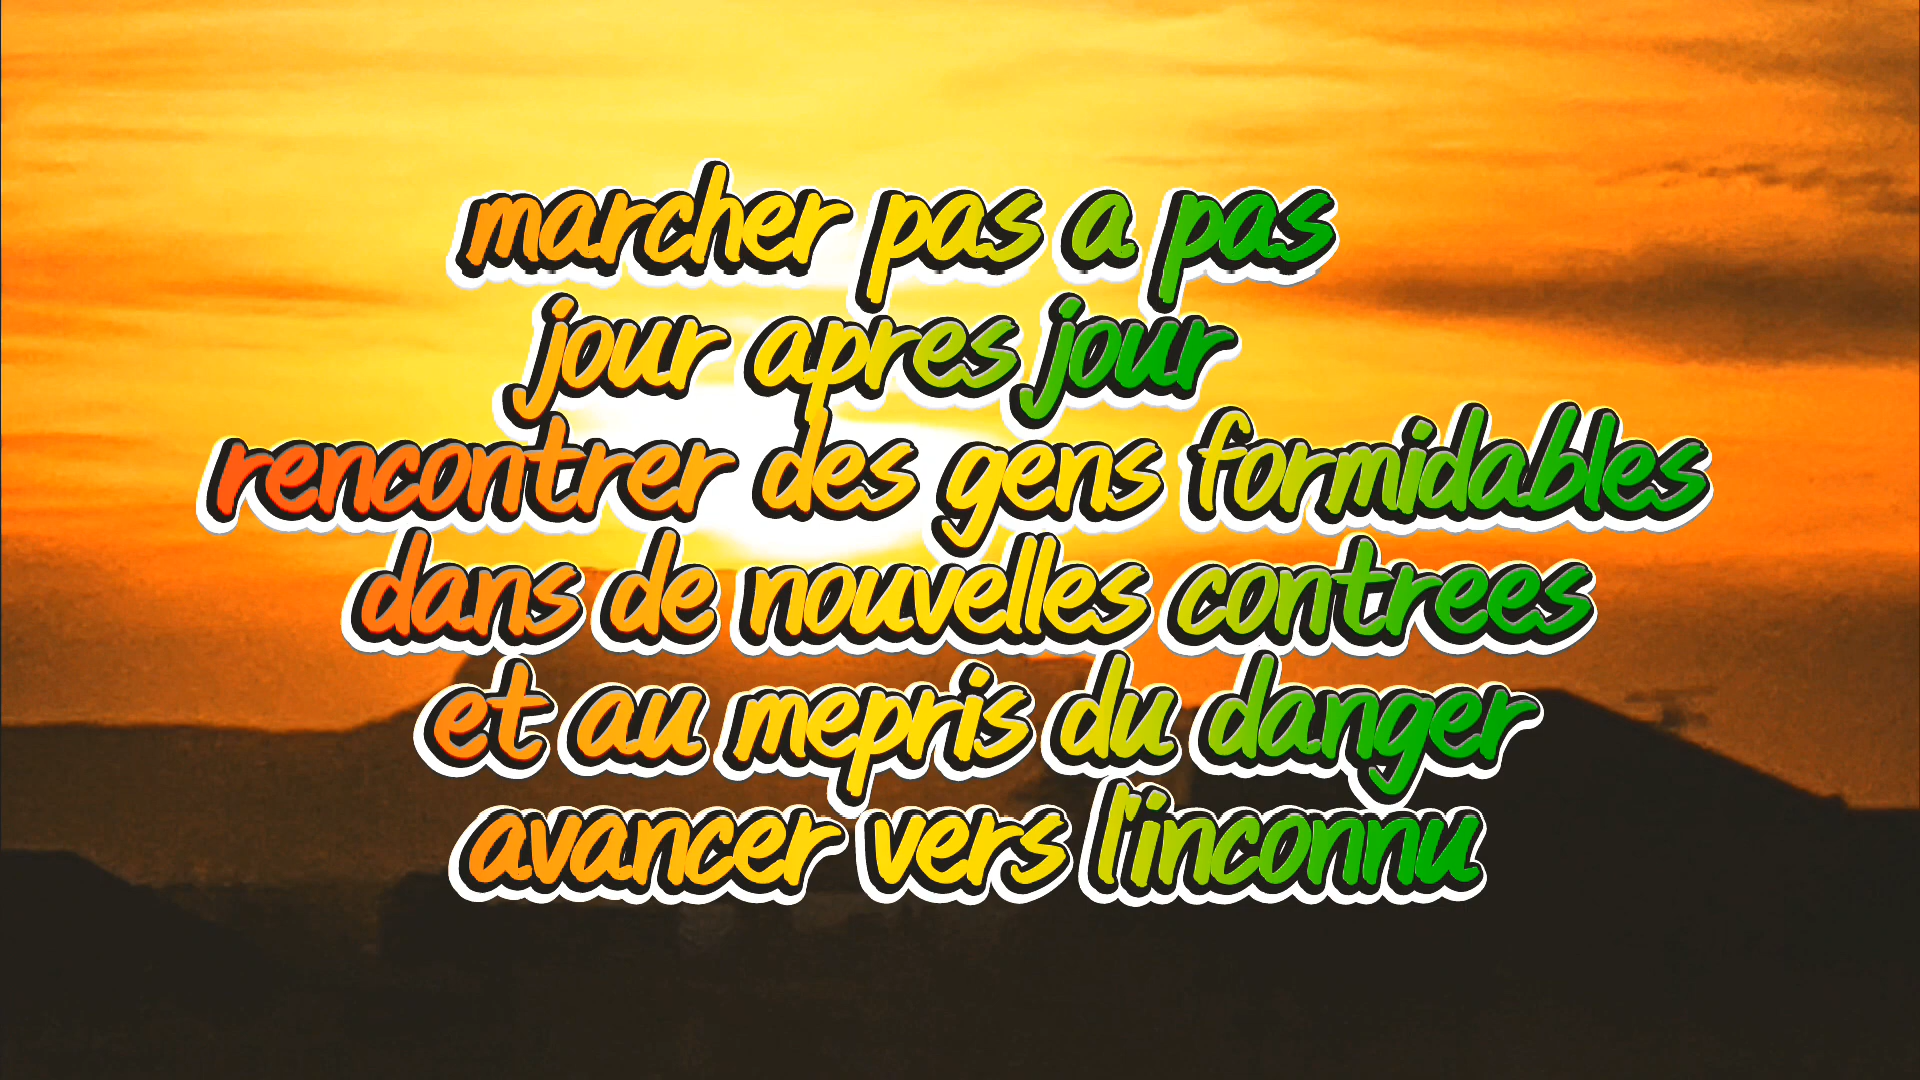 marcher pas a pas
jour apres jour
rencontrer des gens formidables
dans de nouvelles contrees
et au mepris du danger
avancer vers l'inconnu